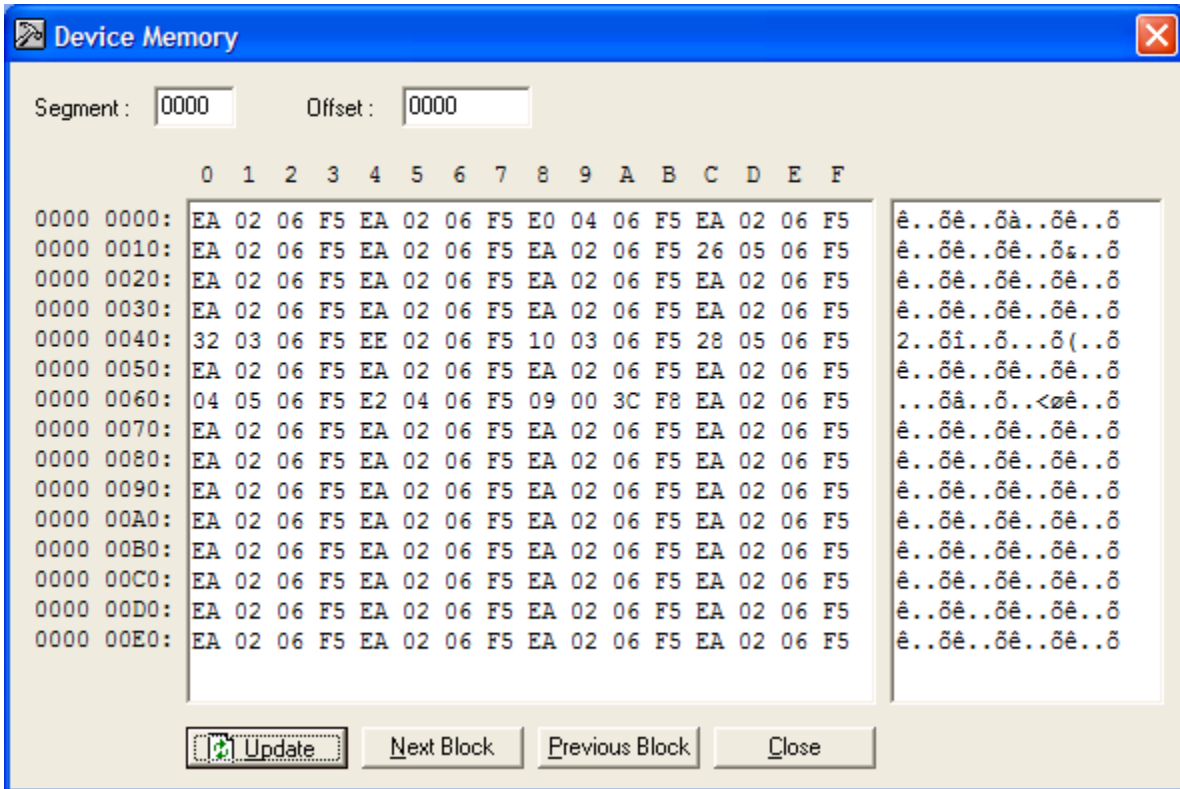 Device Memory
Segment : 0000 Offset : 0000
0 1 2 3 4 5 6 7 8 9 A B C D E F
0000 0000: EA 02 06 F5 EA 02 06 F5 E0 04 06 F5 EA 02 06 F5 ê..õê..õà..õê..õ
0000 0010: EA 02 06 F5 EA 02 06 F5 EA 02 06 F5 26 05 06 F5 ê..õê..õê..õ&..õ
0000 0020: EA 02 06 F5 EA 02 06 F5 EA 02 06 F5 EA 02 06 F5 ê..õê..õê..õê..õ
0000 0030: EA 02 06 F5 EA 02 06 F5 EA 02 06 F5 EA 02 06 F5 ê..õê..õê..õê..õ
0000 0040: 32 03 06 F5 EE 02 06 F5 10 03 06 F5 28 05 06 F5 2..õî..õ...õ(..õ
0000 0050: EA 02 06 F5 EA 02 06 F5 EA 02 06 F5 EA 02 06 F5 ê..õê..õê..õê..õ
0000 0060: 04 05 06 F5 E2 04 06 F5 09 00 3C F8 EA 02 06 F5 ...õâ..õ..<øê..õ
0000 0070: EA 02 06 F5 EA 02 06 F5 EA 02 06 F5 EA 02 06 F5 ê..õê..õê..õê..õ
0000 0080: EA 02 06 F5 EA 02 06 F5 EA 02 06 F5 EA 02 06 F5 ê..õê..õê..õê..õ
0000 0090: EA 02 06 F5 EA 02 06 F5 EA 02 06 F5 EA 02 06 F5 ê..õê..õê..õê..õ
0000 00A0: EA 02 06 F5 EA 02 06 F5 EA 02 06 F5 EA 02 06 F5 ê..õê..õê..õê..õ
0000 00B0: EA 02 06 F5 EA 02 06 F5 EA 02 06 F5 EA 02 06 F5 ê..õê..õê..õê..õ
0000 00C0: EA 02 06 F5 EA 02 06 F5 EA 02 06 F5 EA 02 06 F5 ê..õê..õê..õê..õ
0000 00D0: EA 02 06 F5 EA 02 06 F5 EA 02 06 F5 EA 02 06 F5 ê..õê..õê..õê..õ
0000 00E0: EA 02 06 F5 EA 02 06 F5 EA 02 06 F5 EA 02 06 F5 ê..õê..õê..õê..õ
Update Next Block Previous Block Close